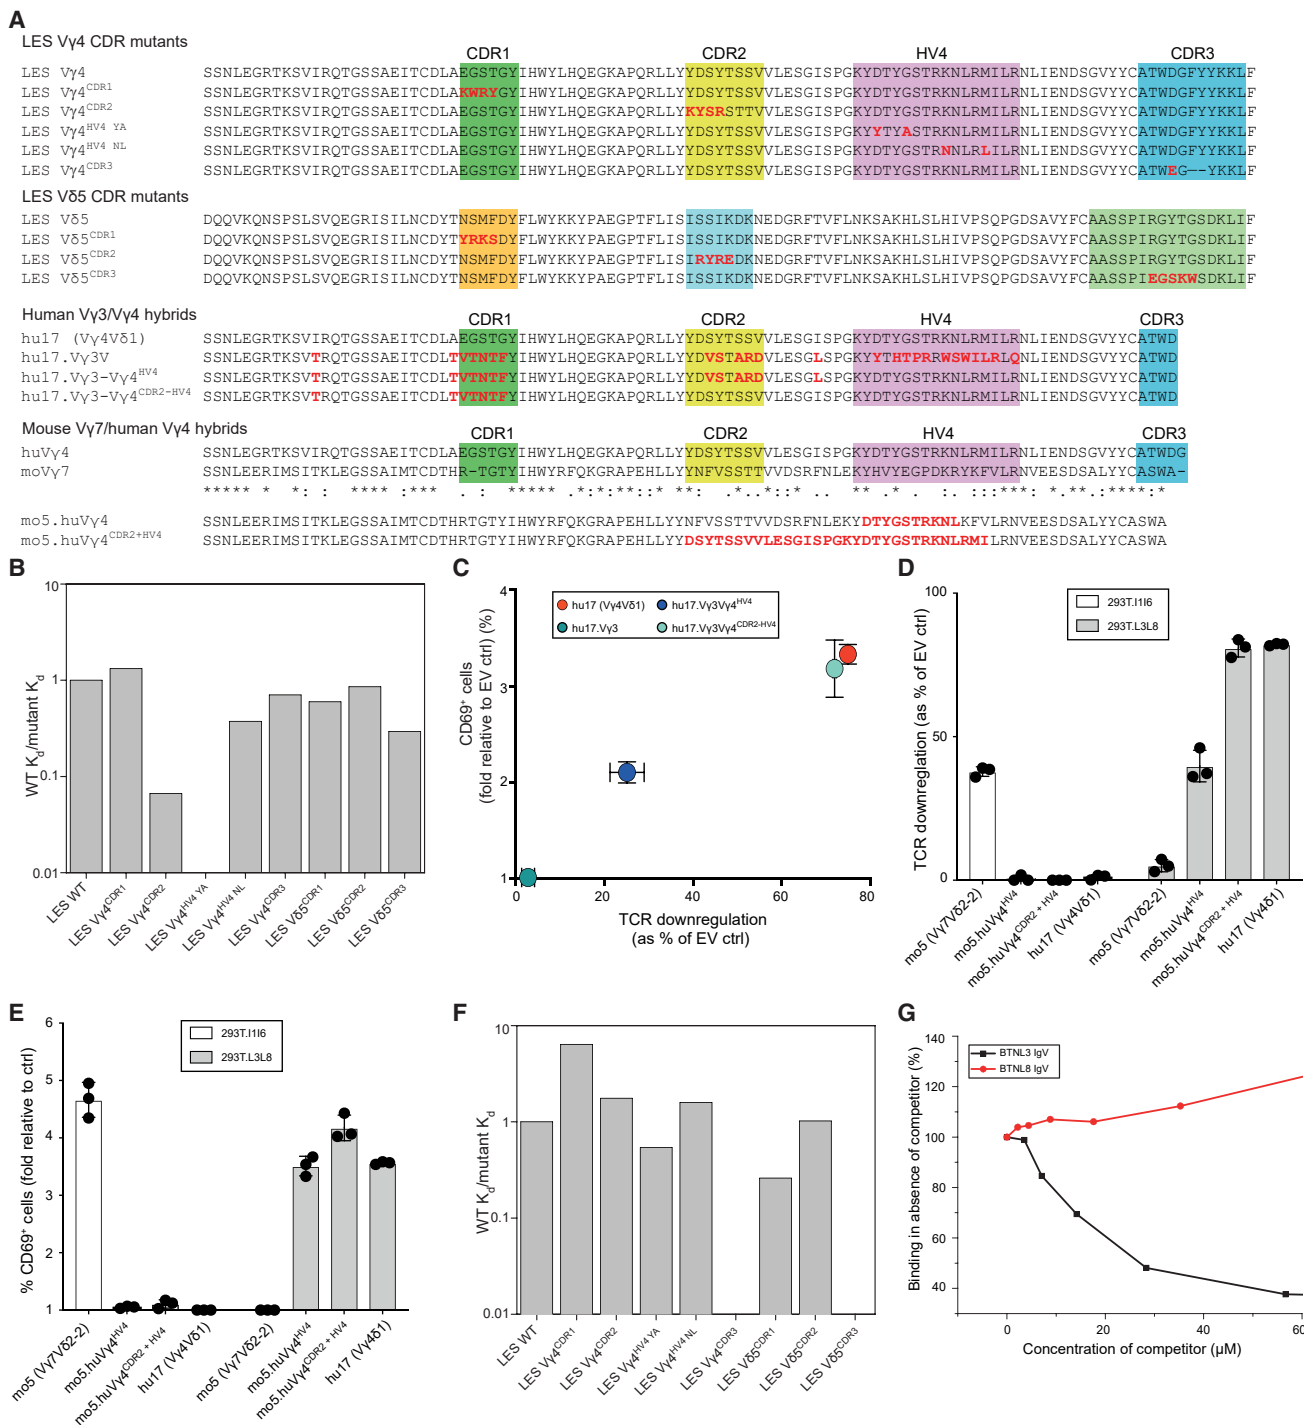 A
LES Vγ4 CDR mutants
CDR1 CDR2 HV4 CDR3
LES Vγ4 SSNLEGRTKSVIRQTGSSAEITCDLAEGSTGYIHWYLHQEGKAPQRLLYYDSYTSSVVLESGISPGKYDTYGSTRKNLRMILRNLIENDSGVYYCATWDGFYYKKLF
LES Vγ4CDR1 SSNLEGRTKSVIRQTGSSAEITCDLAKWRYGYIHWYLHQEGKAPQRLLYYDSYTSSVVLESGISPGKYDTYGSTRKNLRMILRNLIENDSGVYYCATWDGFYYKKLF
LES Vγ4CDR2 SSNLEGRTKSVIRQTGSSAEITCDLAEGSTGYIHWYLHQEGKAPQRLLYKYSRSTTVVLESGISPGKYDTYGSTRKNLRMILRNLIENDSGVYYCATWDGFYYKKLF
LES Vγ4HV4 YA SSNLEGRTKSVIRQTGSSAEITCDLAEGSTGYIHWYLHQEGKAPQRLLYYDSYTSSVVLESGISPGKYYTYASTRKNLRMILRNLIENDSGVYYCATWDGFYYKKLF
LES Vγ4HV4 NL SSNLEGRTKSVIRQTGSSAEITCDLAEGSTGYIHWYLHQEGKAPQRLLYYDSYTSSVVLESGISPGKYDTYGSTRNNLRLILRNLIENDSGVYYCATWDGFYYKKLF
LES Vγ4CDR3 SSNLEGRTKSVIRQTGSSAEITCDLAEGSTGYIHWYLHQEGKAPQRLLYYDSYTSSVVLESGISPGKYDTYGSTRKNLRMILRNLIENDSGVYYCATWEG--YKKLF
LES Vδ5 CDR mutants
LES Vδ5 DQQVKQNSPSLSVQEGRISILNCDYTNSMFDYFLWYKKYPAEGPTFLISISSIKDKNEDGRFTVFLNKSAKHLSLHIVPSQPGDSAVYFCAASSPIRGYTGSDKLIF
LES Vδ5CDR1 DQQVKQNSPSLSVQEGRISILNCDYTYRKSDYFLWYKKYPAEGPTFLISISSIKDKNEDGRFTVFLNKSAKHLSLHIVPSQPGDSAVYFCAASSPIRGYTGSDKLIF
LES Vδ5CDR2 DQQVKQNSPSLSVQEGRISILNCDYTNSMFDYFLWYKKYPAEGPTFLISIRYREDKNEDGRFTVFLNKSAKHLSLHIVPSQPGDSAVYFCAASSPIRGYTGSDKLIF
LES Vδ5CDR3 DQQVKQNSPSLSVQEGRISILNCDYTNSMFDYFLWYKKYPAEGPTFLISISSIKDKNEDGRFTVFLNKSAKHLSLHIVPSQPGDSAVYFCAASSPIEGSKWSDKLIF
Human Vγ3/Vγ4 hybrids
CDR1 CDR2 HV4 CDR3
hu17 (Vγ4Vδ1) SSNLEGRTKSVIRQTGSSAEITCDLAEGSTGYIHWYLHQEGKAPQRLLYYDSYTSSVVLESGISPGKYDTYGSTRKNLRMILRNLIENDSGVYYCATWD
hu17.Vγ3V SSNLEGRTKSVTRQTGSSAEITCDLTVTNTFYIHWYLHQEGKAPQRLLYYDVSTARDVLESGLSPGKYYTHTPRRWSWILRLQNLIENDSGVYYCATWD
hu17.Vγ3-Vγ4HV4 SSNLEGRTKSVTRQTGSSAEITCDLTVTNTFYIHWYLHQEGKAPQRLLYYDVSTARDVLESGLSPGKYDTYGSTRKNLRMILRNLIENDSGVYYCATWD
hu17.Vγ3-Vγ4CDR2-HV4 SSNLEGRTKSVTRQTGSSAEITCDLTVTNTFYIHWYLHQEGKAPQRLLYYDSYTSSVVLESGISPGKYDTYGSTRKNLRMILRNLIENDSGVYYCATWD
Mouse Vγ7/human Vγ4 hybrids
CDR1 CDR2 HV4 CDR3
huVγ4 SSNLEGRTKSVIRQTGSSAEITCDLAEGSTGYIHWYLHQEGKAPQRLLYYDSYTSSVVLESGISPGKYDTYGSTRKNLRMILRNLIENDSGVYYCATWDG
moVγ7 SSNLEERIMSITKLEGSSAIMTCDTHR-TGTYIHWYRFQKGRAPEHLLYYNFVSSTTVVDSRFNLEKYHVYEGPDKRYKFVLRNVEESDSALYYCASWA-
mo5.huVγ4 SSNLEERIMSITKLEGSSAIMTCDTHRTGTYIHWYRFQKGRAPEHLLYYNFVSSTTVVDSRFNLEKYDTYGSTRKNLKFVLRNVEESDSALYYCASWA
mo5.huVγ4CDR2+HV4 SSNLEERIMSITKLEGSSAIMTCDTHRTGTYIHWYRFQKGRAPEHLLYYDSYTSSVVLESGISPGKYDTYGSTRKNLRMILRNVEESDSALYYCASWA
B
WT Kd/mutant Kd
10
1
0.1
0.01
LES WT
LES Vγ4CDR1
LES Vγ4CDR2
LES Vγ4HV4 YA
LES Vγ4HV4 NL
LES Vγ4CDR3
LES Vδ5CDR1
LES Vδ5CDR2
LES Vδ5CDR3
C
CD69+ cells
(fold relative to EV ctrl) (%)
4
3
2
1
hu17 (Vγ4Vδ1) hu17.Vγ3Vγ4HV4
hu17.Vγ3 hu17.Vγ3Vγ4CDR2-HV4
0 20 40 60 80
TCR downregulation
(as % of EV ctrl)
D
TCR downregulation (as % of EV ctrl)
100
50
0
293T.I1I6
293T.L3L8
mo5 (Vγ7Vδ2-2)
mo5.huVγ4HV4
mo5.huVγ4CDR2 + HV4
hu17 (Vγ4Vδ1)
mo5 (Vγ7Vδ2-2)
mo5.huVγ4HV4
mo5.huVγ4CDR2 + HV4
hu17 (Vγ4δ1)
E
% CD69+ cells (fold relative to ctrl)
6
5
4
3
2
1
293T.I1I6
293T.L3L8
mo5 (Vγ7Vδ2-2)
mo5.huVγ4HV4
mo5.huVγ4CDR2 + HV4
hu17 (Vγ4Vδ1)
mo5 (Vγ7Vδ2-2)
mo5.huVγ4HV4
mo5.huVγ4CDR2 + HV4
hu17 (Vγ4δ1)
F
WT Kd/mutant Kd
10
1
0.1
0.01
LES WT
LES Vγ4CDR1
LES Vγ4CDR2
LES Vγ4HV4 YA
LES Vγ4HV4 NL
LES Vγ4CDR3
LES Vδ5CDR1
LES Vδ5CDR2
LES Vδ5CDR3
G
Binding in absence of competitor (%)
140
120
100
80
60
40
BTNL3 IgV
BTNL8 IgV
0 20 40 60
Concentration of competitor (μM)